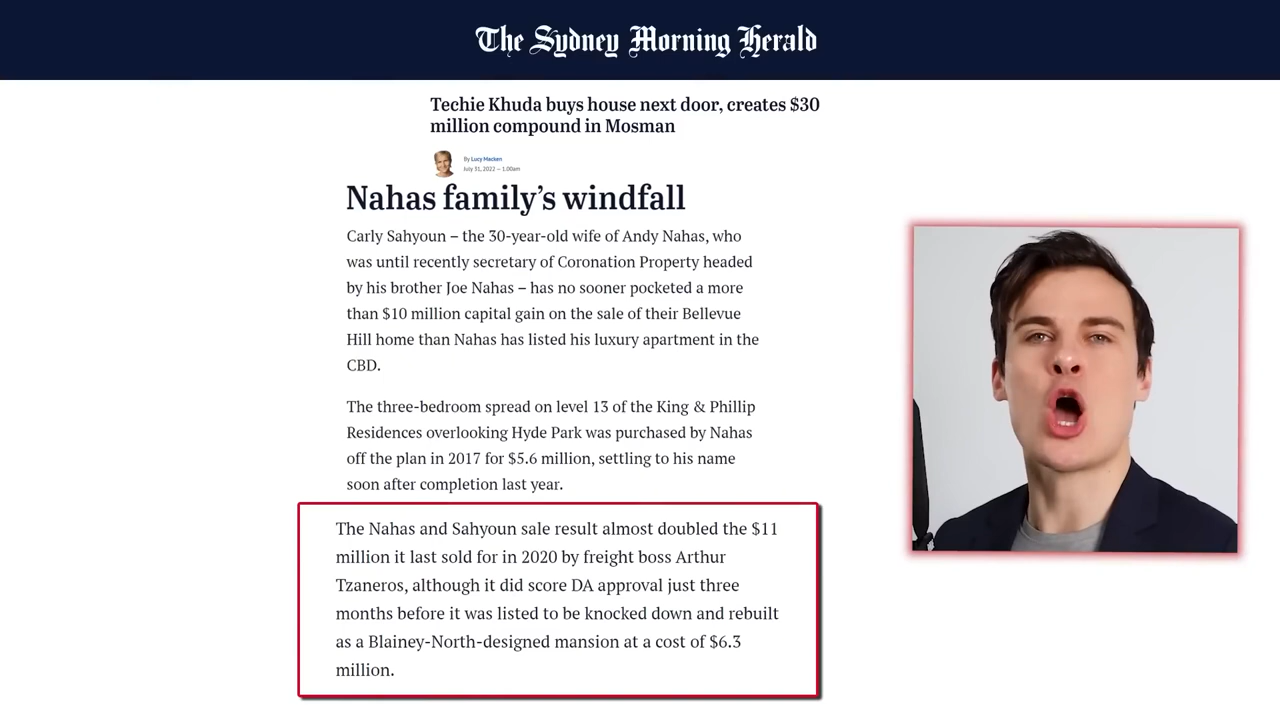 The Sydney Morning Herald
Techie Khuda buys house next door, creates $30
million compound in Mosman
By Lucy Macken
July 31, 2022 — 1.00am
Nahas family’s windfall
Carly Sahyoun – the 30-year-old wife of Andy Nahas, who
was until recently secretary of Coronation Property headed
by his brother Joe Nahas – has no sooner pocketed a more
than $10 million capital gain on the sale of their Bellevue
Hill home than Nahas has listed his luxury apartment in the
CBD.
The three-bedroom spread on level 13 of the King & Phillip
Residences overlooking Hyde Park was purchased by Nahas
off the plan in 2017 for $5.6 million, settling to his name
soon after completion last year.
The Nahas and Sahyoun sale result almost doubled the $11
million it last sold for in 2020 by freight boss Arthur
Tzaneros, although it did score DA approval just three
months before it was listed to be knocked down and rebuilt
as a Blainey-North-designed mansion at a cost of $6.3
million.